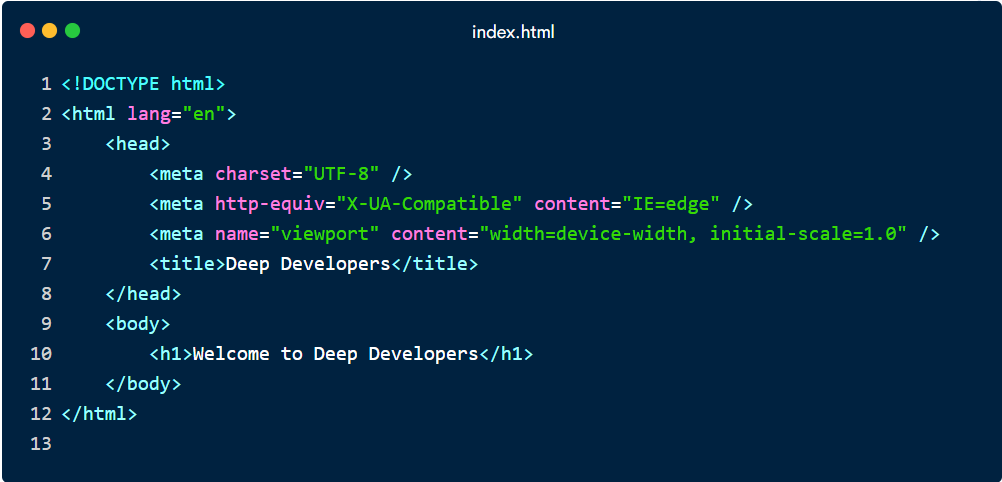 index.html
1 <!DOCTYPE html>
2 <html lang="en">
3     <head>
4         <meta charset="UTF-8" />
5         <meta http-equiv="X-UA-Compatible" content="IE=edge" />
6         <meta name="viewport" content="width=device-width, initial-scale=1.0" />
7         <title>Deep Developers</title>
8     </head>
9     <body>
10         <h1>Welcome to Deep Developers</h1>
11     </body>
12 </html>
13